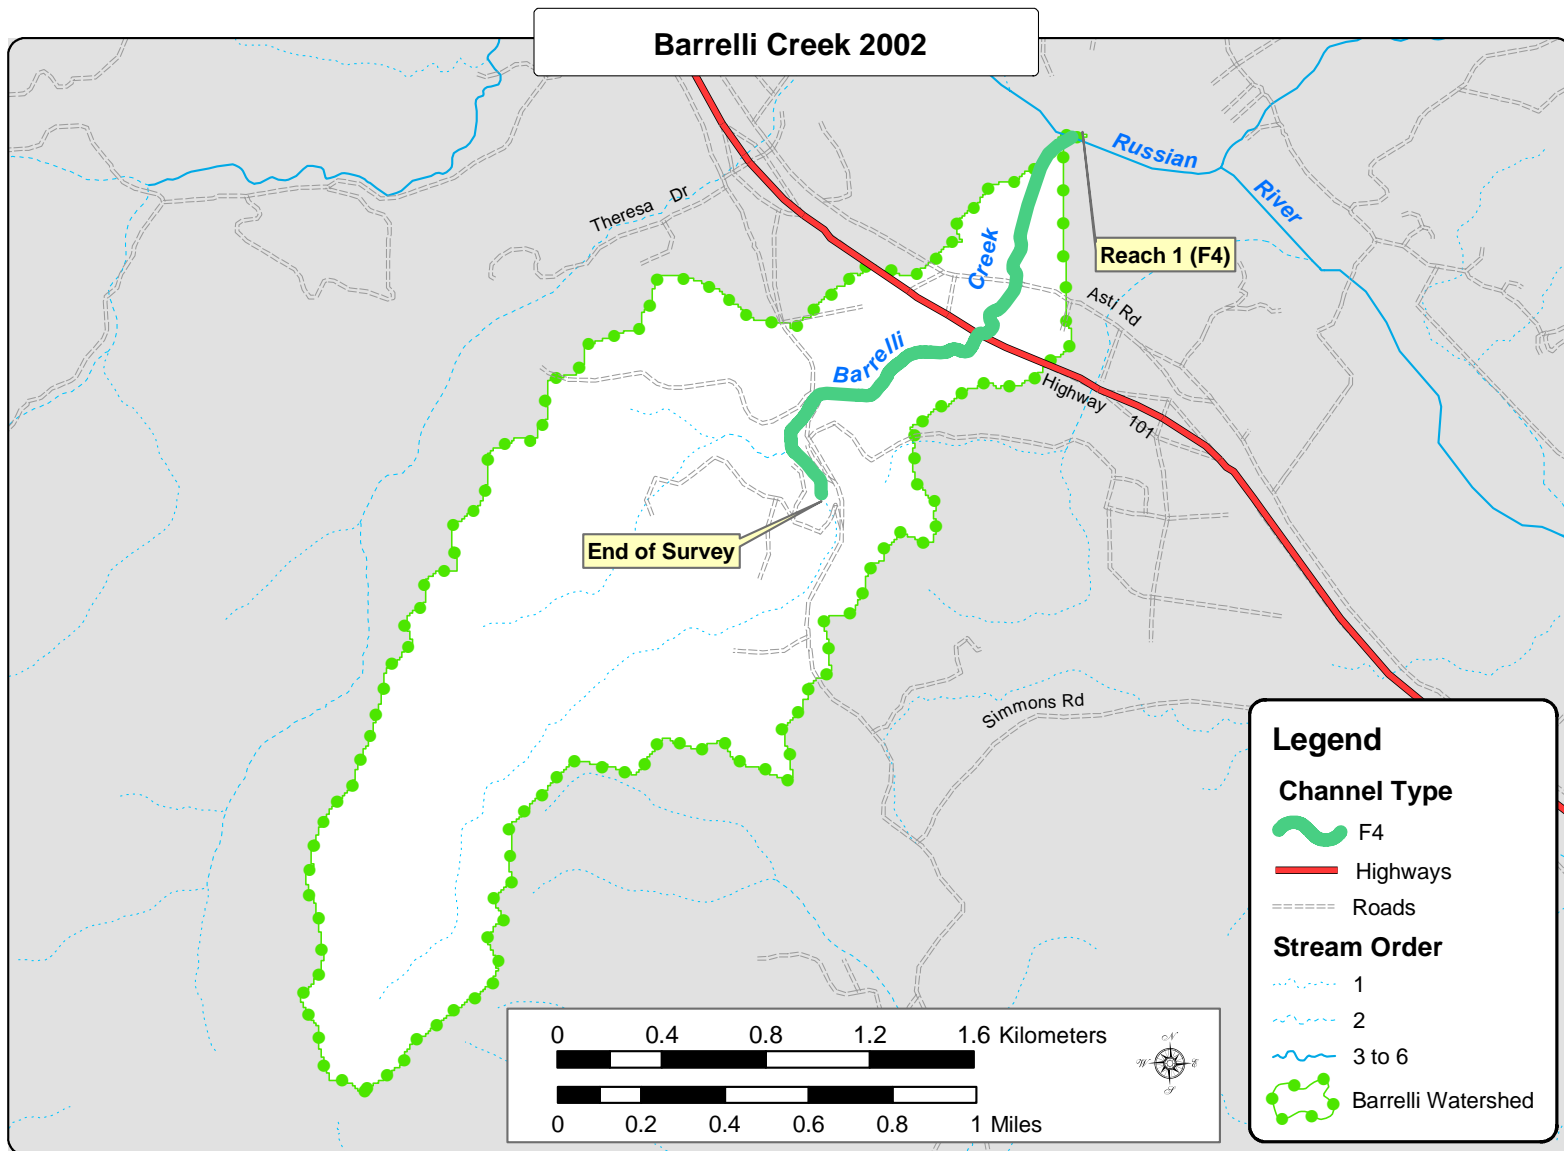 Barrelli Creek 2002
Russian
River
Theresa Dr
Creek
Reach 1 (F4)
Asti Rd
Barrelli
Highway 101
End of Survey
Simmons Rd
Legend
Channel Type
F4
Highways
Roads
Stream Order
1
2
3 to 6
Barrelli Watershed
0 0.4 0.8 1.2 1.6 Kilometers
0 0.2 0.4 0.6 0.8 1 Miles
N
W E
S